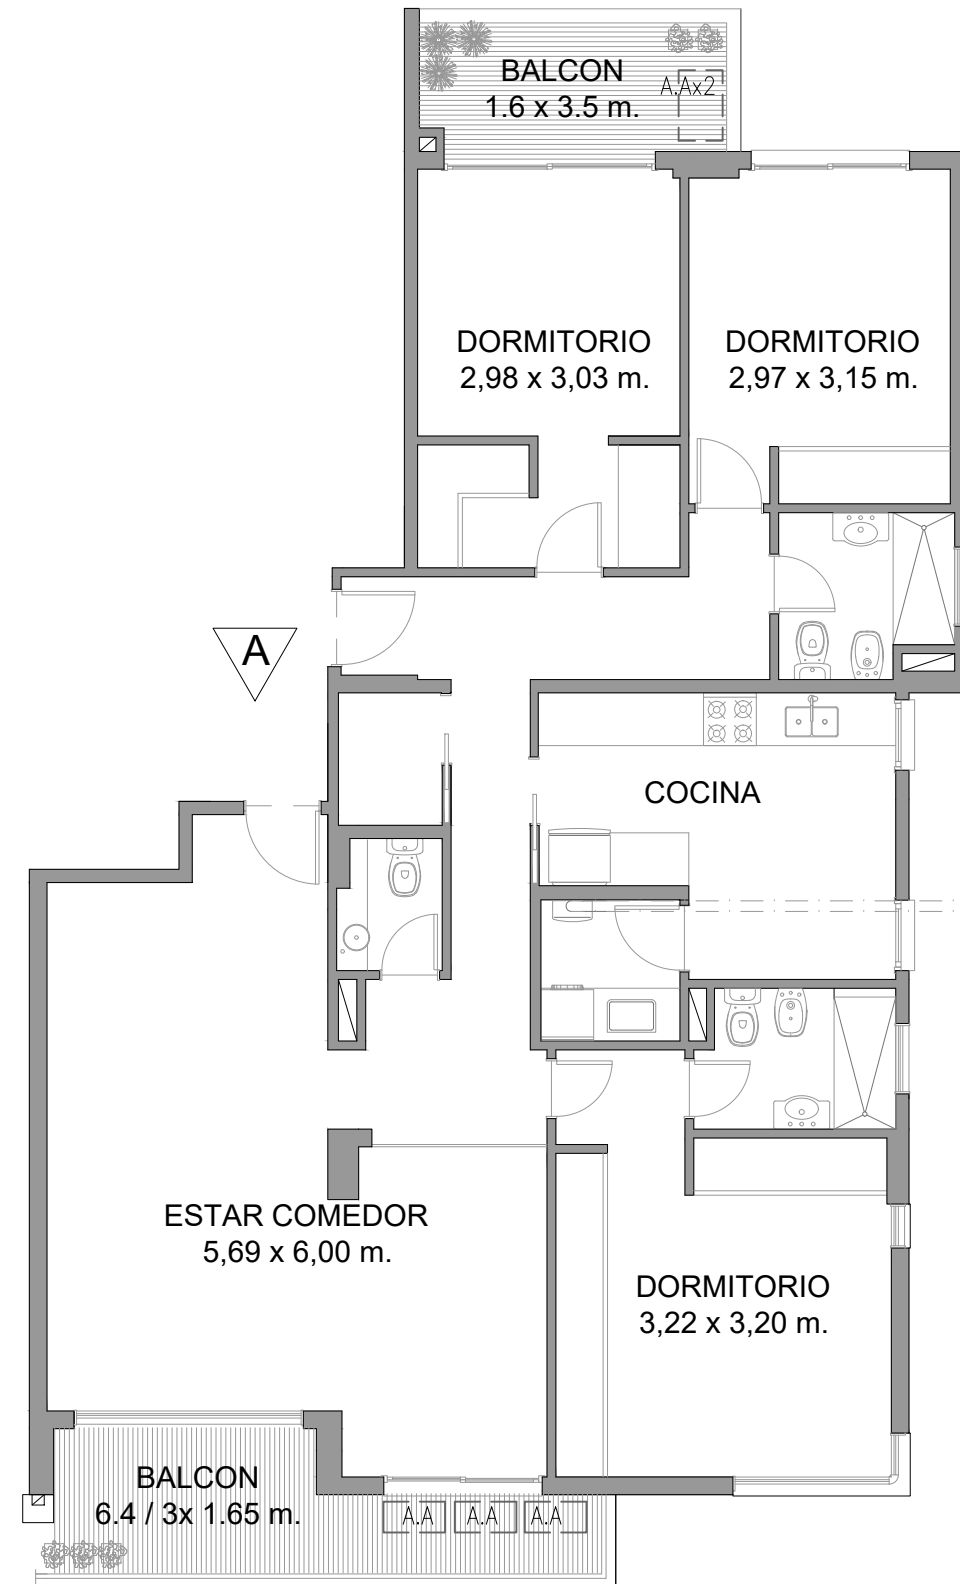 BALCON
1.6 x 3.5 m.
A.Ax2
DORMITORIO
2,98 x 3,03 m.
DORMITORIO
2,97 x 3,15 m.
A
COCINA
ESTAR COMEDOR
5,69 x 6,00 m.
DORMITORIO
3,22 x 3,20 m.
BALCON
6.4 / 3x 1.65 m.
A.A
A.A
A.A